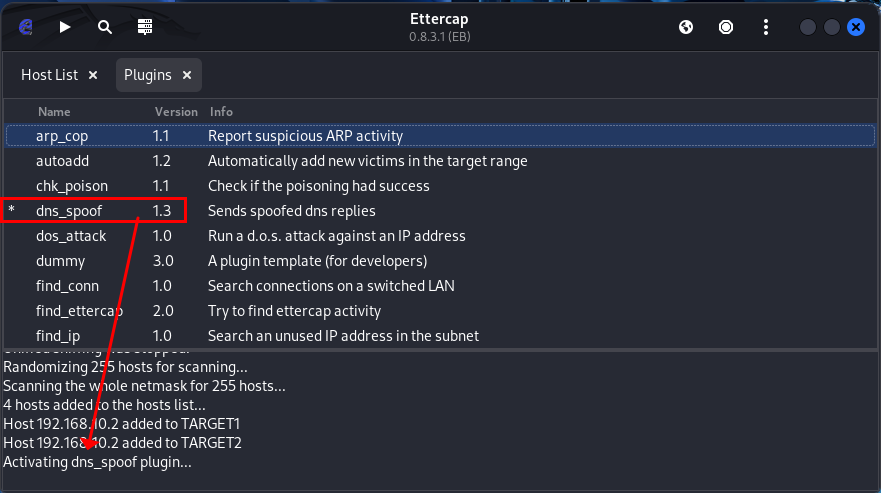 Ettercap
0.8.3.1 (EB)
Host List × Plugins ×
Name Version Info
arp_cop 1.1 Report suspicious ARP activity
autoadd 1.2 Automatically add new victims in the target range
chk_poison 1.1 Check if the poisoning had success
* dns_spoof 1.3 Sends spoofed dns replies
dos_attack 1.0 Run a d.o.s. attack against an IP address
dummy 3.0 A plugin template (for developers)
find_conn 1.0 Search connections on a switched LAN
find_ettercap 2.0 Try to find ettercap activity
find_ip 1.0 Search an unused IP address in the subnet
Unified sniffing was stopped.
Randomizing 255 hosts for scanning...
Scanning the whole netmask for 255 hosts...
4 hosts added to the hosts list...
Host 192.168.10.2 added to TARGET1
Host 192.168.10.2 added to TARGET2
Activating dns_spoof plugin...